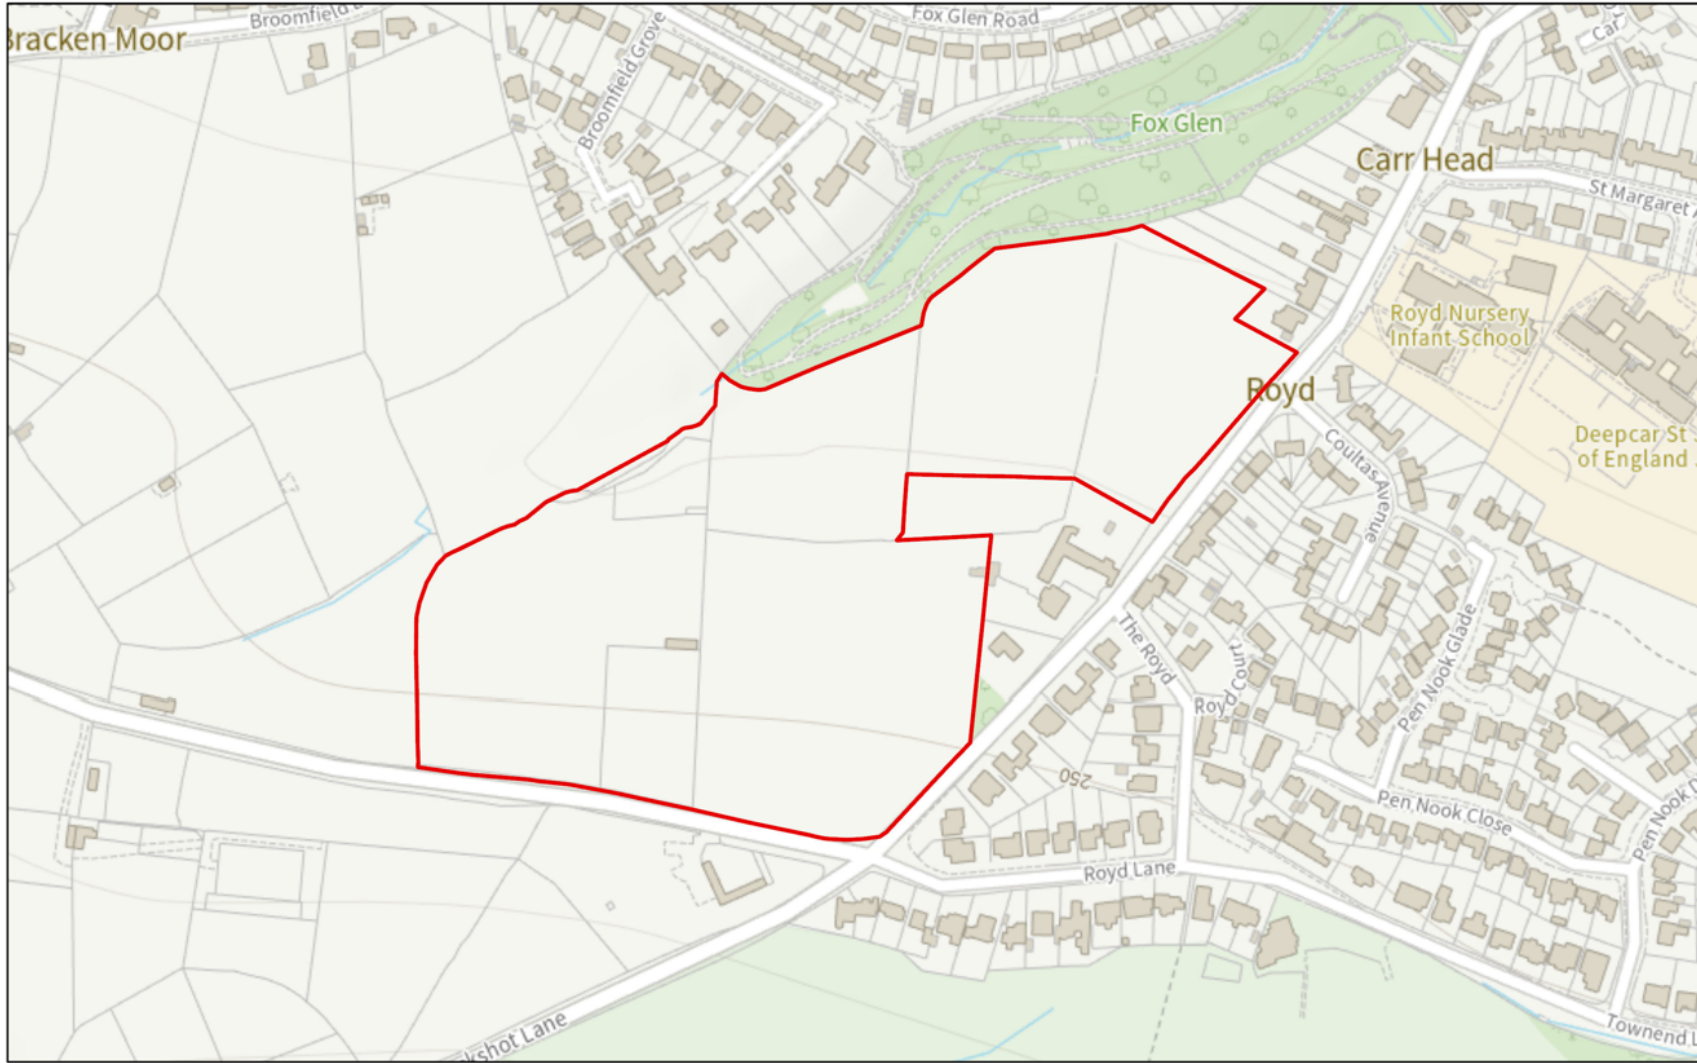 Broomfield
Fox Glen Road
Bracken Moor
Broomfield Grove
Fox Glen
Carr Head
St Margaret
Royd Nursery
Infant School
Royd
Deepcar St
of England
Coultas Avenue
The Royd
Royd Court
Pen Nook Glade
250
Pen Nook Close
Pen Nook
Royd Lane
kshot Lane
Townend